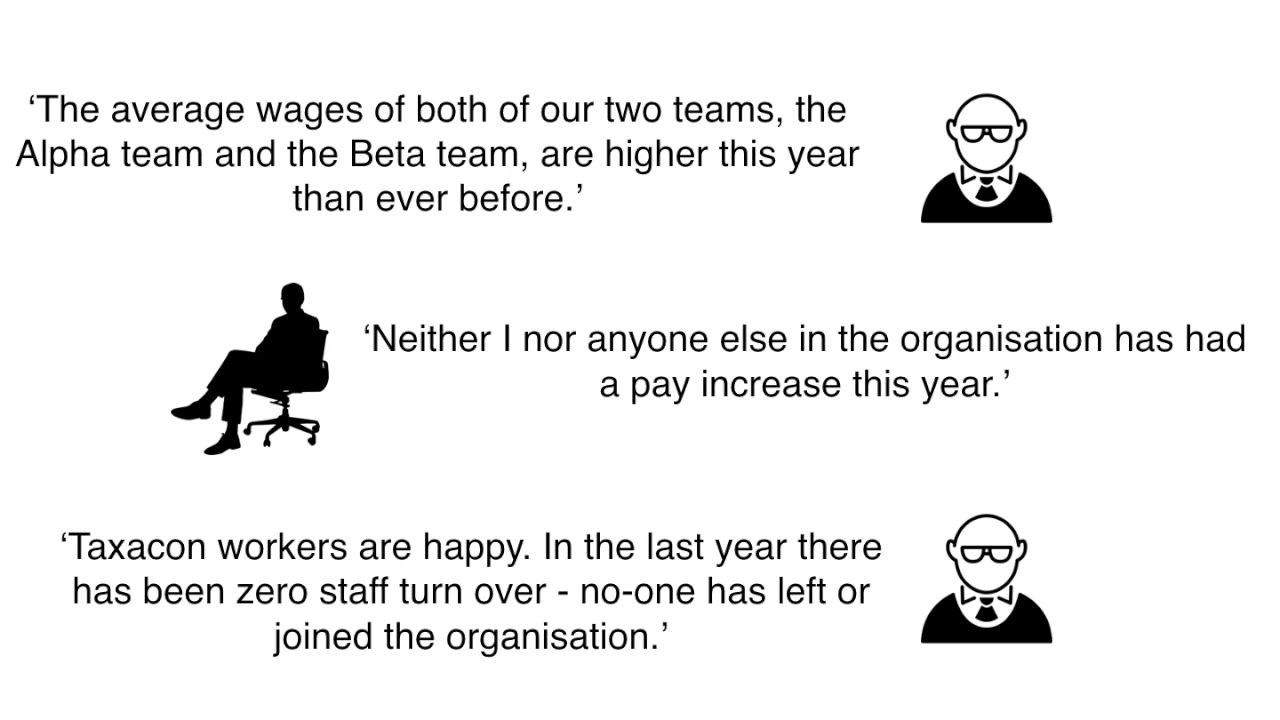 ‘The average wages of both of our two teams, the
Alpha team and the Beta team, are higher this year
than ever before.’
‘Neither I nor anyone else in the organisation has had
a pay increase this year.’
‘Taxacon workers are happy. In the last year there
has been zero staff turn over - no-one has left or
joined the organisation.’